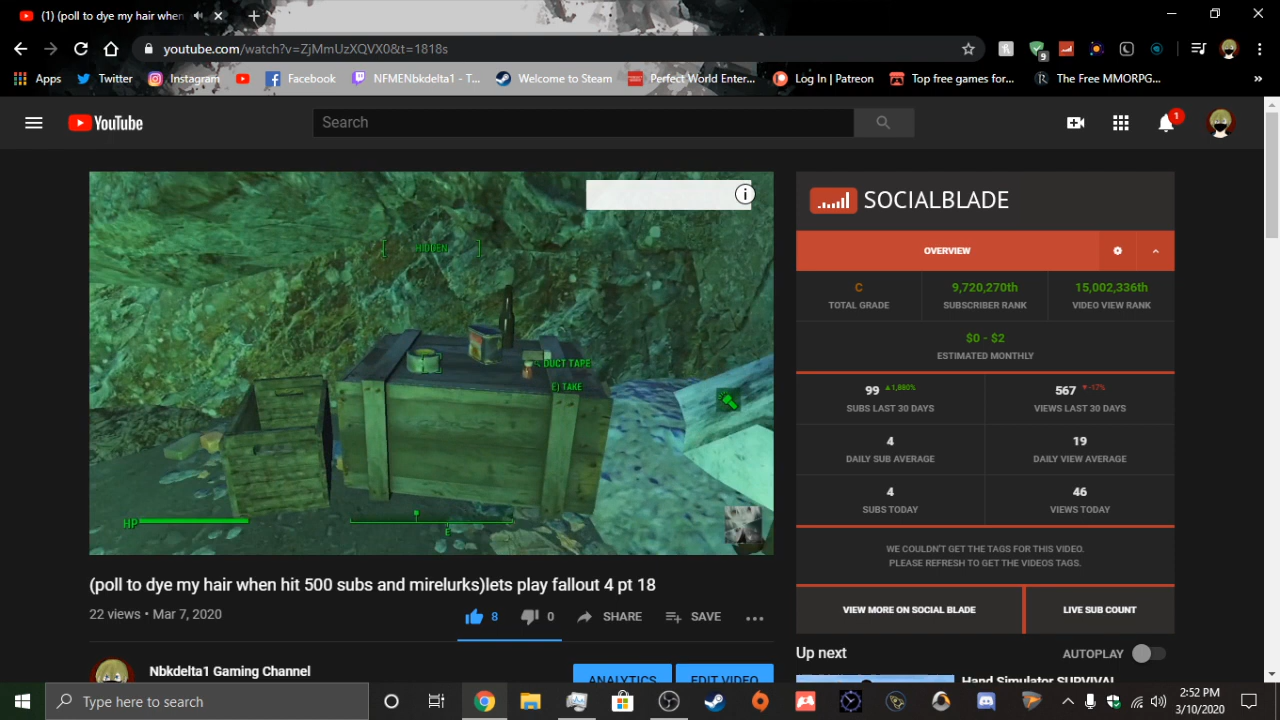 (1) (poll to dye my hair when
youtube.com/watch?v=ZjMmUzXQVX0&t=1818s
9
Apps Twitter Instagram Facebook NFMENbkdelta1 - T... Welcome to Steam Perfect World Enter... Log In | Patreon Top free games for... The Free MMORPG... »
YouTube Search 1
HIDDEN
DUCT TAPE
E) TAKE
HP
E
SOCIALBLADE
OVERVIEW
C 9,720,270th 15,002,336th
TOTAL GRADE SUBSCRIBER RANK VIDEO VIEW RANK
$0 - $2
ESTIMATED MONTHLY
99 ▲1,880% 567 ▼-17%
SUBS LAST 30 DAYS VIEWS LAST 30 DAYS
4 19
DAILY SUB AVERAGE DAILY VIEW AVERAGE
4 46
SUBS TODAY VIEWS TODAY
WE COULDN'T GET THE TAGS FOR THIS VIDEO.
PLEASE REFRESH TO GET THE VIDEOS TAGS.
VIEW MORE ON SOCIAL BLADE LIVE SUB COUNT
(poll to dye my hair when hit 500 subs and mirelurks)lets play fallout 4 pt 18
22 views • Mar 7, 2020
8 0 SHARE SAVE
Nbkdelta1 Gaming Channel
ANALYTICS EDIT VIDEO
Up next AUTOPLAY
Hand Simulator SURVIVAL
Type here to search
2:52 PM
3/10/2020